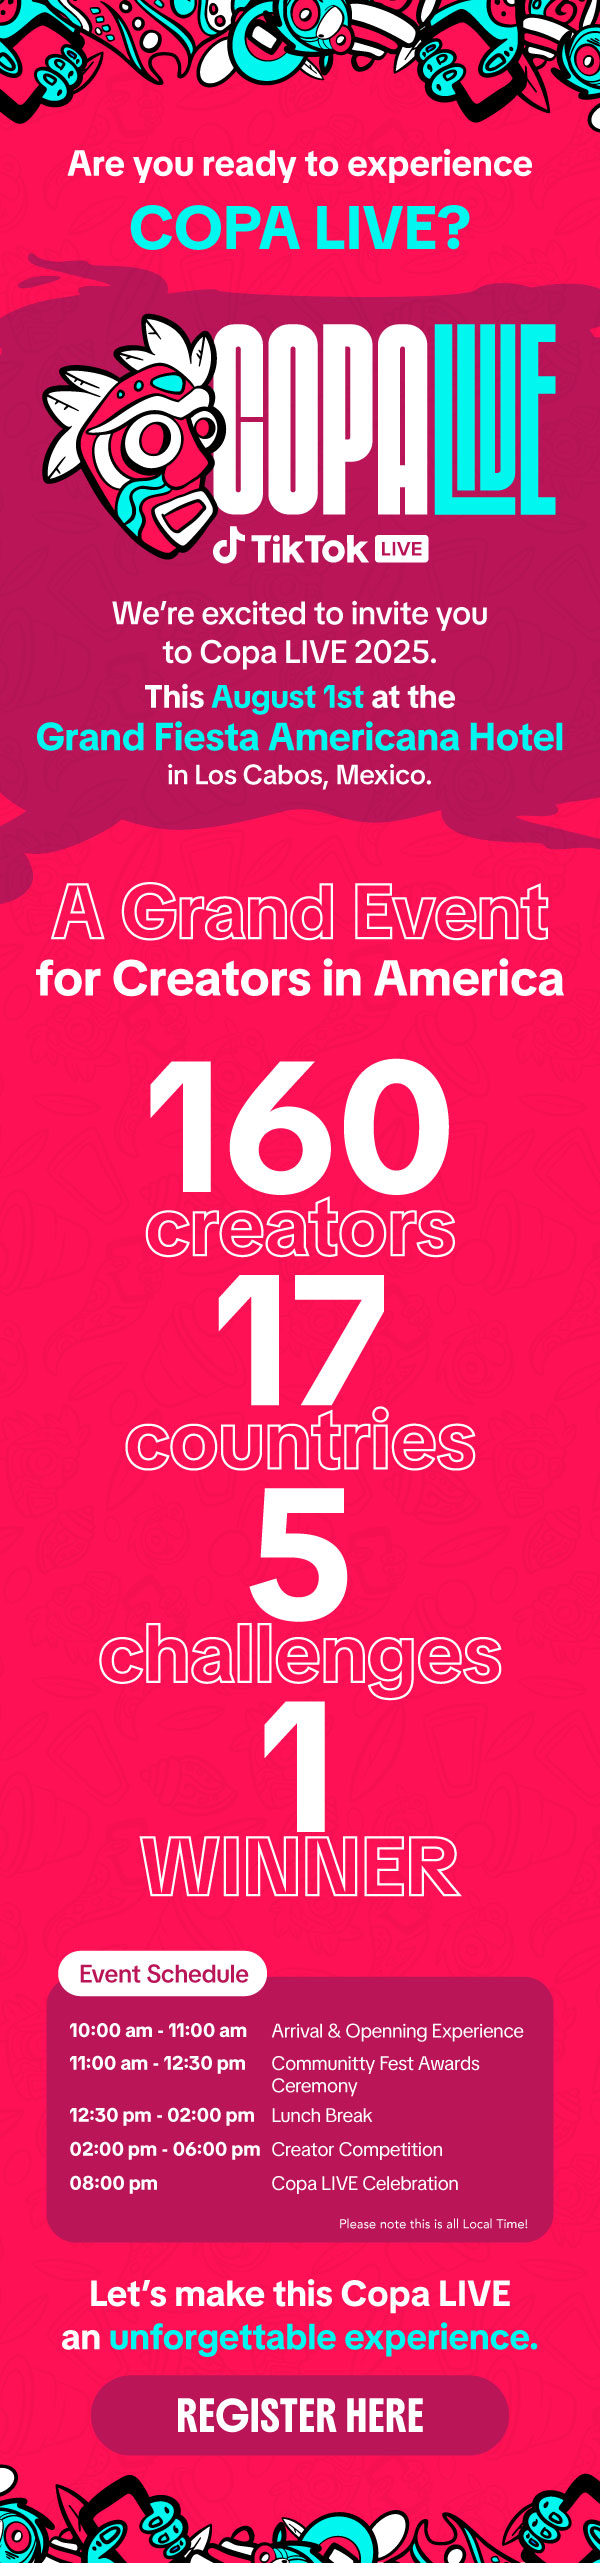 Are you ready to experience
COPA LIVE?
COPA LIVE
TikTok LIVE
We're excited to invite you
to Copa LIVE 2025.
This August 1st at the
Grand Fiesta Americana Hotel
in Los Cabos, Mexico.
A Grand Event
for Creators in America
160
creators
17
countries
5
challenges
1
WINNER
Event Schedule
10:00 am - 11:00 am Arrival & Openning Experience
11:00 am - 12:30 pm Communitty Fest Awards
Ceremony
12:30 pm - 02:00 pm Lunch Break
02:00 pm - 06:00 pm Creator Competition
08:00 pm Copa LIVE Celebration
Please note this is all Local Time!
Let's make this Copa LIVE
an unforgettable experience.
REGISTER HERE